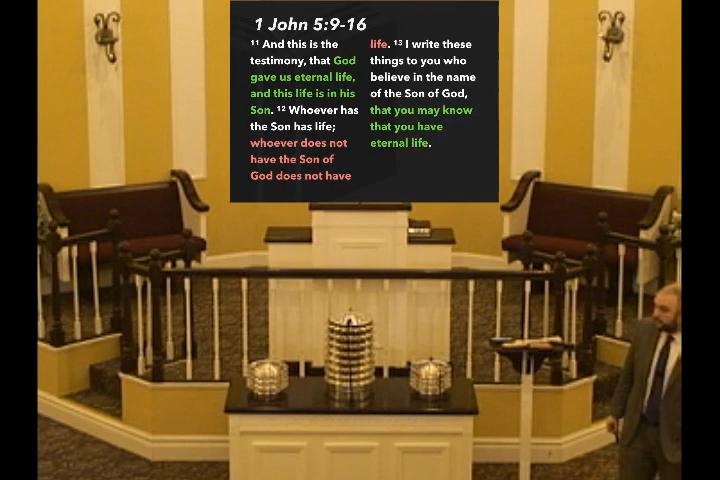 1 John 5:9-16
¹¹ And this is the
testimony, that God
gave us eternal life,
and this life is in his
Son. ¹² Whoever has
the Son has life;
whoever does not
have the Son of
God does not have
life. ¹³ I write these
things to you who
believe in the name
of the Son of God,
that you may know
that you have
eternal life.